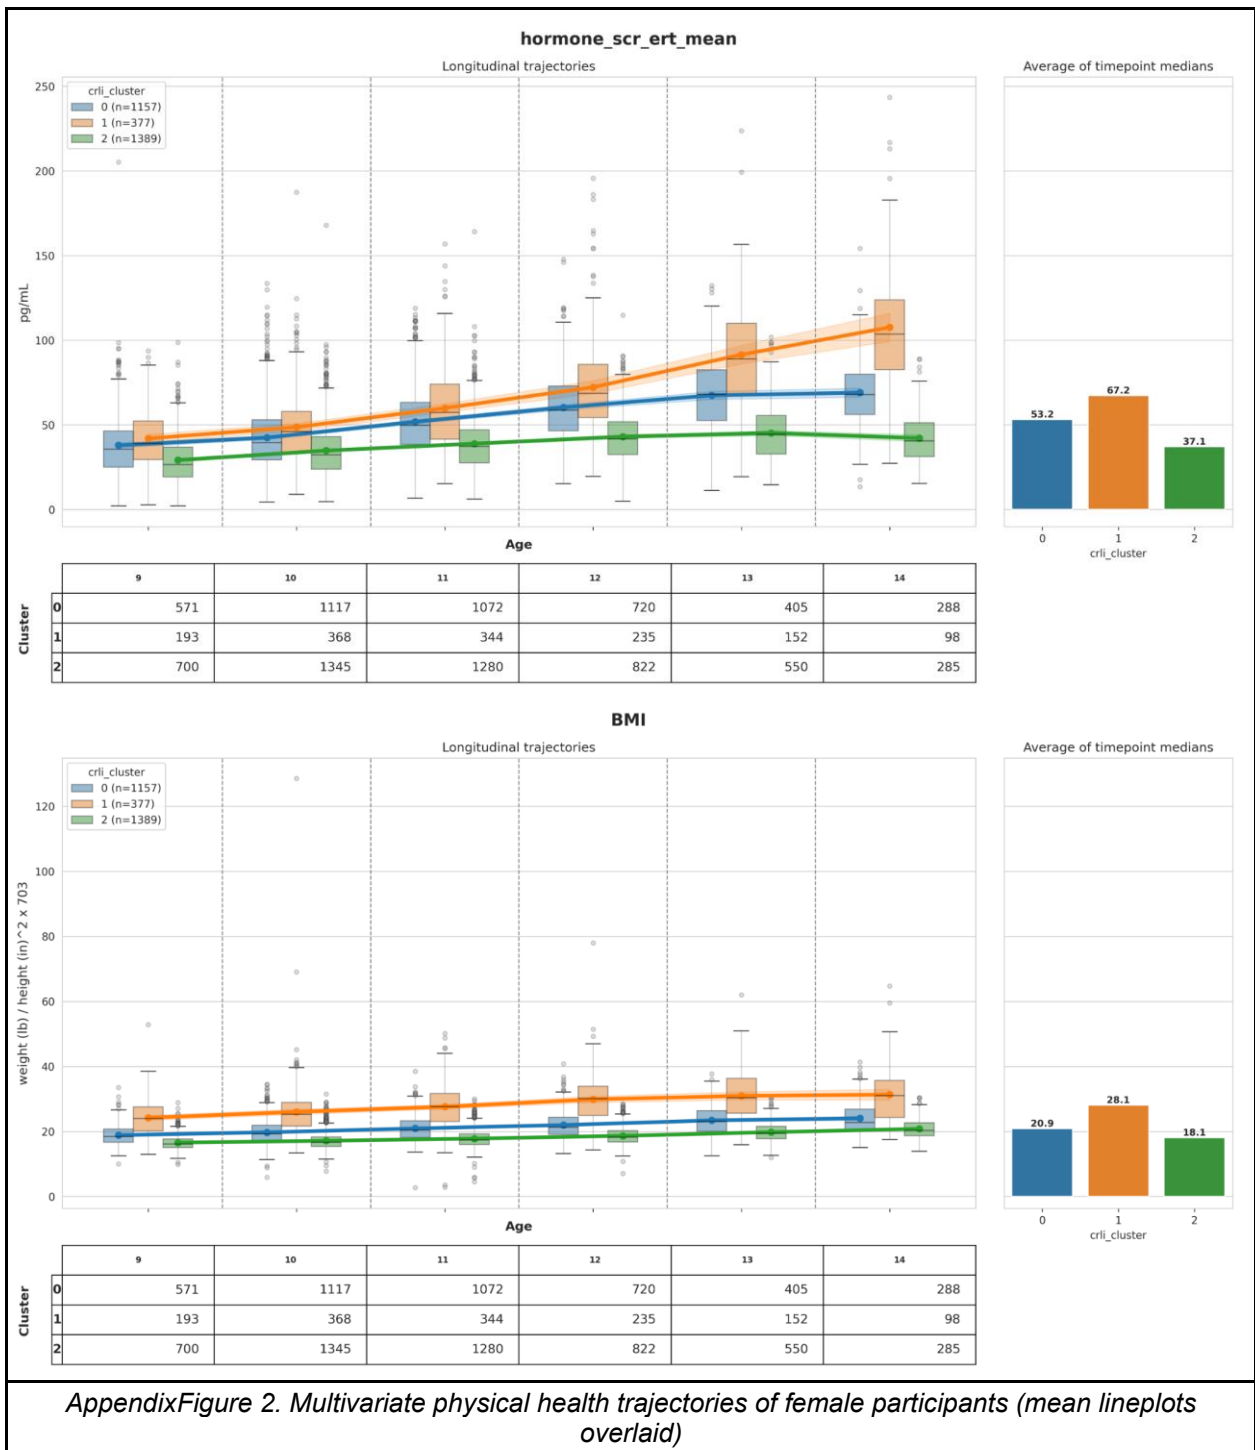 hormone_scr_ert_mean
Longitudinal trajectories
Average of timepoint medians
crli_cluster
0 (n=1157)
1 (n=377)
2 (n=1389)
250
200
150
100
50
0
pg/mL
53.2
67.2
37.1
0 1 2
crli_cluster
Age
9 10 11 12 13 14
Cluster
0 571 1117 1072 720 405 288
1 193 368 344 235 152 98
2 700 1345 1280 822 550 285
BMI
Longitudinal trajectories
Average of timepoint medians
crli_cluster
0 (n=1157)
1 (n=377)
2 (n=1389)
120
100
80
60
40
20
0
weight (lb) / height (in)^2 x 703
20.9
28.1
18.1
0 1 2
crli_cluster
Age
9 10 11 12 13 14
Cluster
0 571 1117 1072 720 405 288
1 193 368 344 235 152 98
2 700 1345 1280 822 550 285
AppendixFigure 2. Multivariate physical health trajectories of female participants (mean lineplots
overlaid)